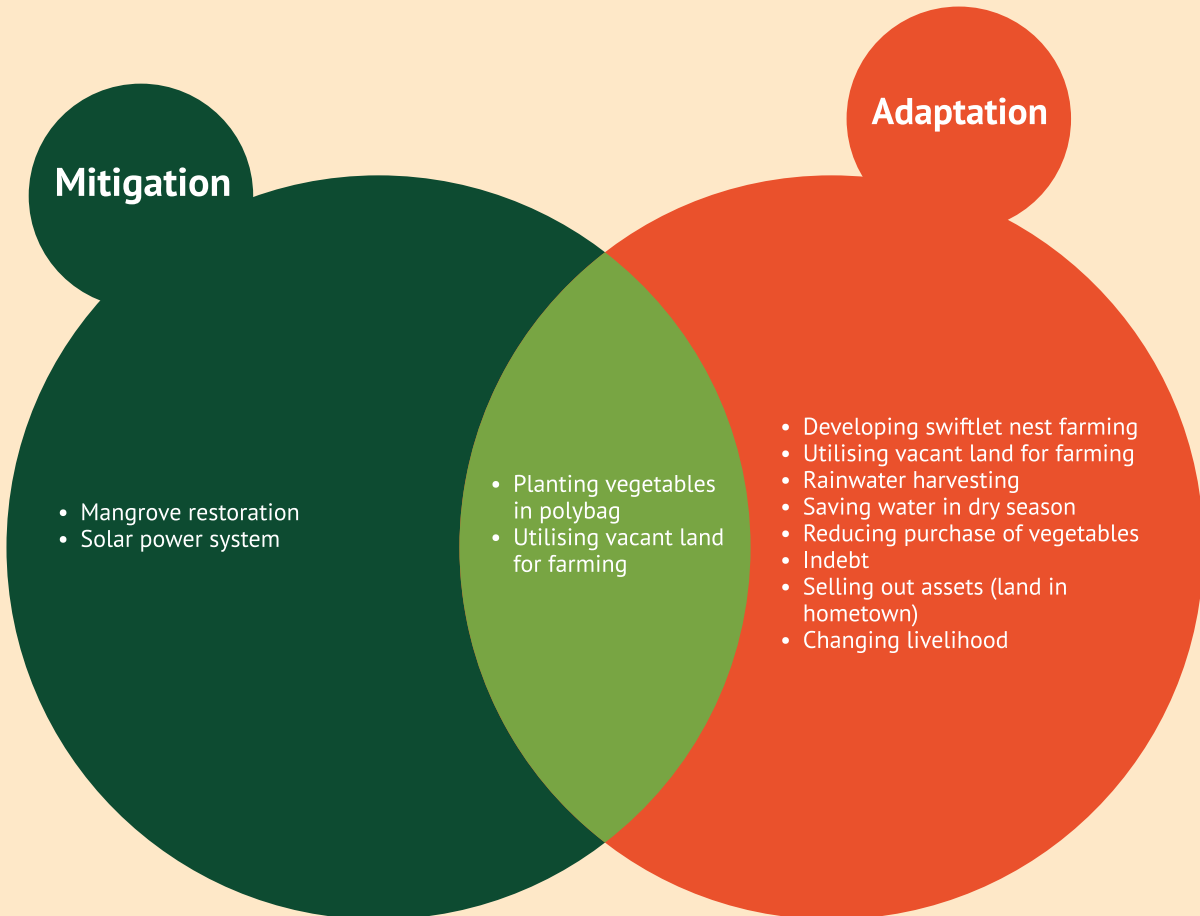 Mitigation
Adaptation
• Mangrove restoration
• Solar power system
• Planting vegetables
in polybag
• Utilising vacant land
for farming
• Developing swiftlet nest farming
• Utilising vacant land for farming
• Rainwater harvesting
• Saving water in dry season
• Reducing purchase of vegetables
• Indebt
• Selling out assets (land in
hometown)
• Changing livelihood